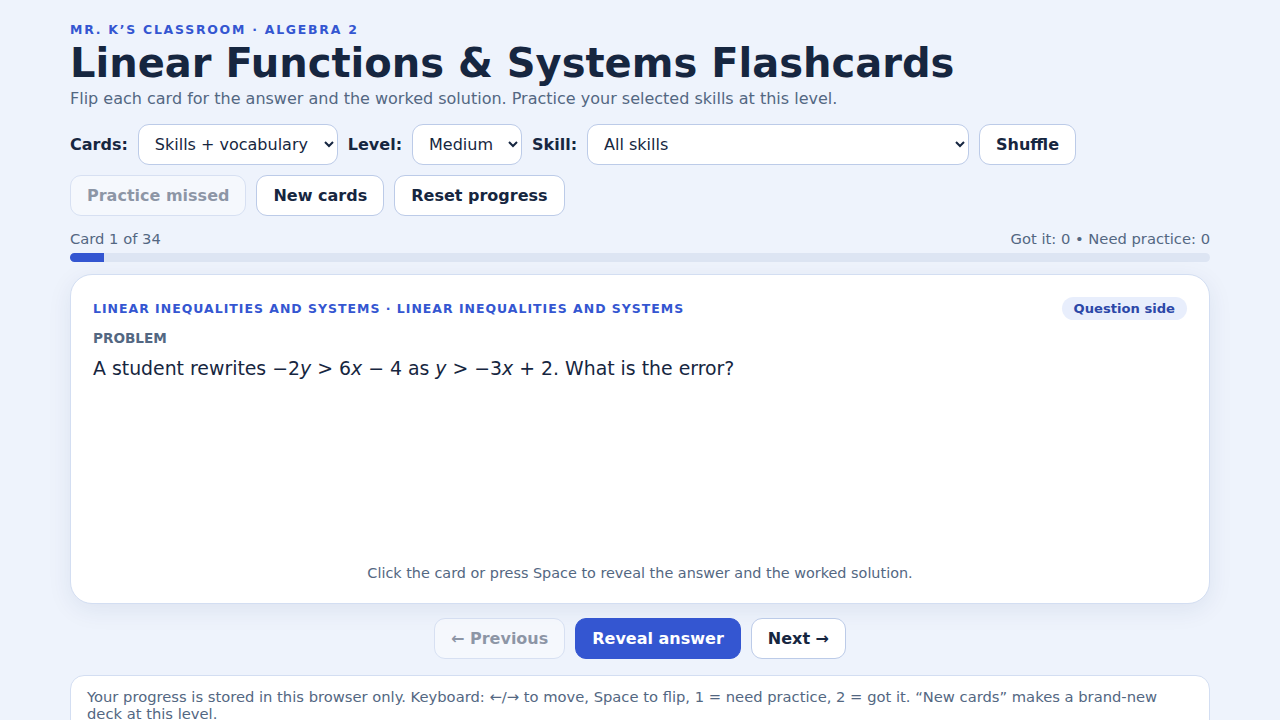 MR. K’S CLASSROOM · ALGEBRA 2
Linear Functions & Systems Flashcards
Flip each card for the answer and the worked solution. Practice your selected skills at this level.
Cards: Skills + vocabulary Level: Medium Skill: All skills Shuffle
Practice missed New cards Reset progress
Card 1 of 34 Got it: 0 • Need practice: 0
LINEAR INEQUALITIES AND SYSTEMS · LINEAR INEQUALITIES AND SYSTEMS Question side
PROBLEM
A student rewrites −2y > 6x − 4 as y > −3x + 2. What is the error?
Click the card or press Space to reveal the answer and the worked solution.
← Previous Reveal answer Next →
Your progress is stored in this browser only. Keyboard: ←/→ to move, Space to flip, 1 = need practice, 2 = got it. “New cards” makes a brand-new
deck at this level.